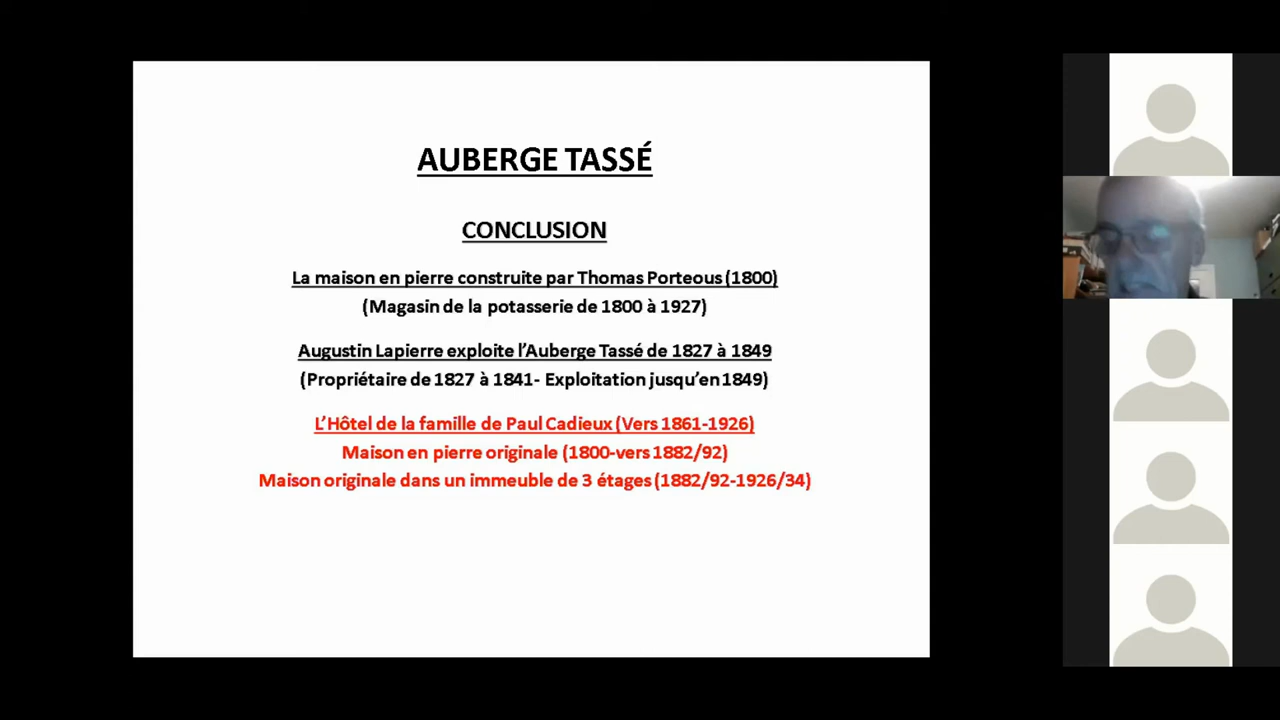 AUBERGE TASSÉ
CONCLUSION
La maison en pierre construite par Thomas Porteous (1800)
(Magasin de la potasserie de 1800 à 1927)
Augustin Lapierre exploite l’Auberge Tassé de 1827 à 1849
(Propriétaire de 1827 à 1841- Exploitation jusqu’en 1849)
L’Hôtel de la famille de Paul Cadieux (Vers 1861-1926)
Maison en pierre originale (1800-vers 1882/92)
Maison originale dans un immeuble de 3 étages (1882/92-1926/34)